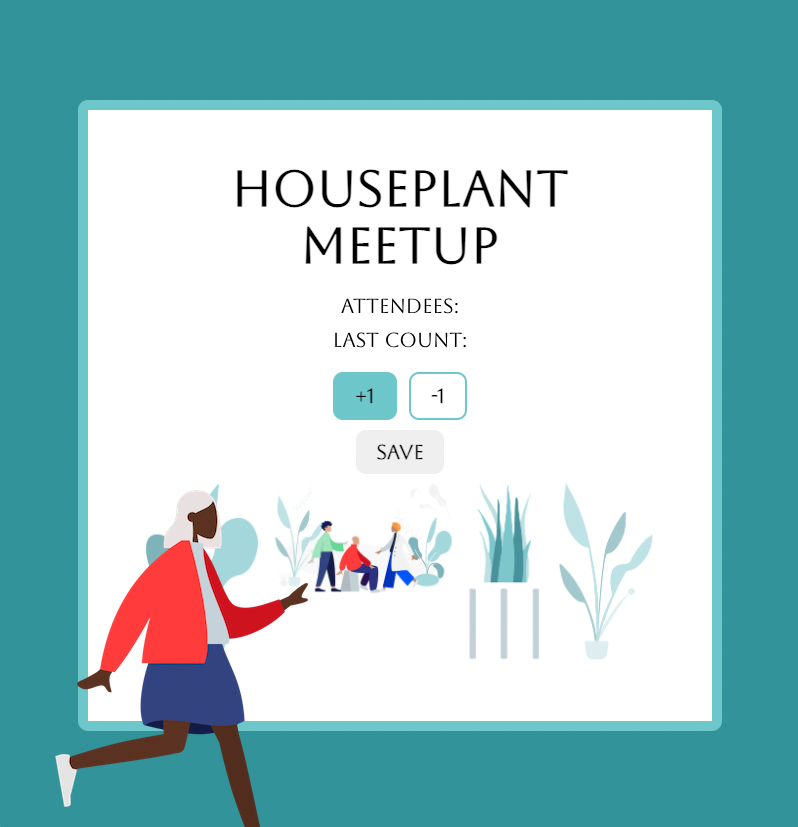 HOUSEPLANT
MEETUP
ATTENDEES:
LAST COUNT:
+1 -1
SAVE